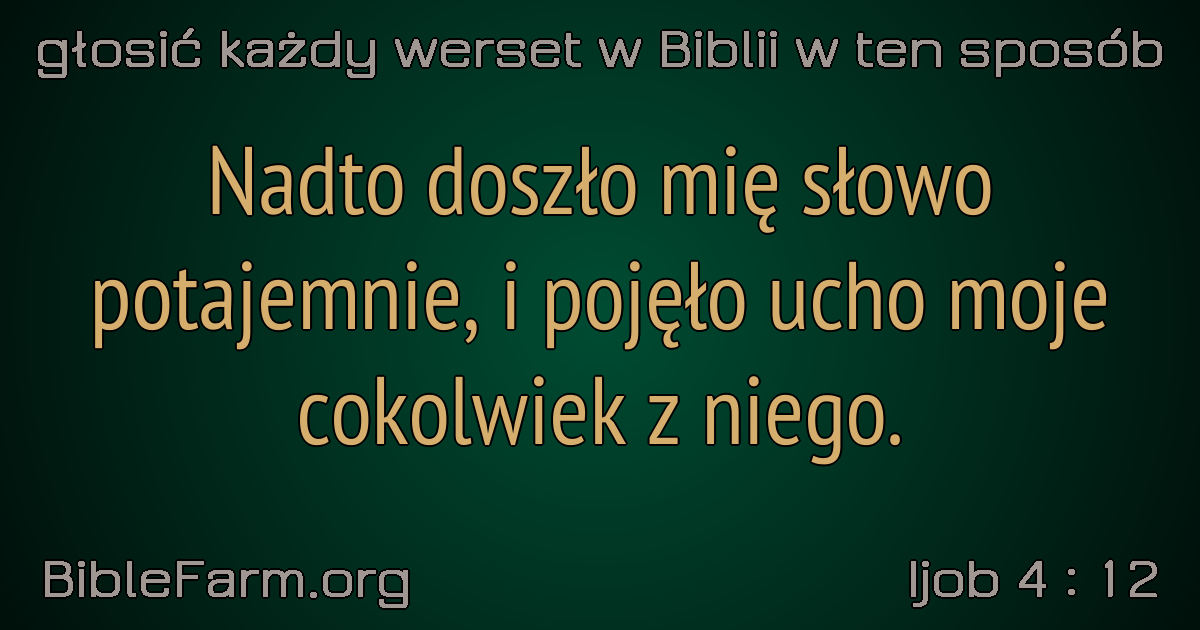 głosić każdy werset w Biblii w ten sposób
Nadto doszło mię słowo
potajemnie, i pojęło ucho moje
cokolwiek z niego.
BibleFarm.org
Ijob 4 : 12